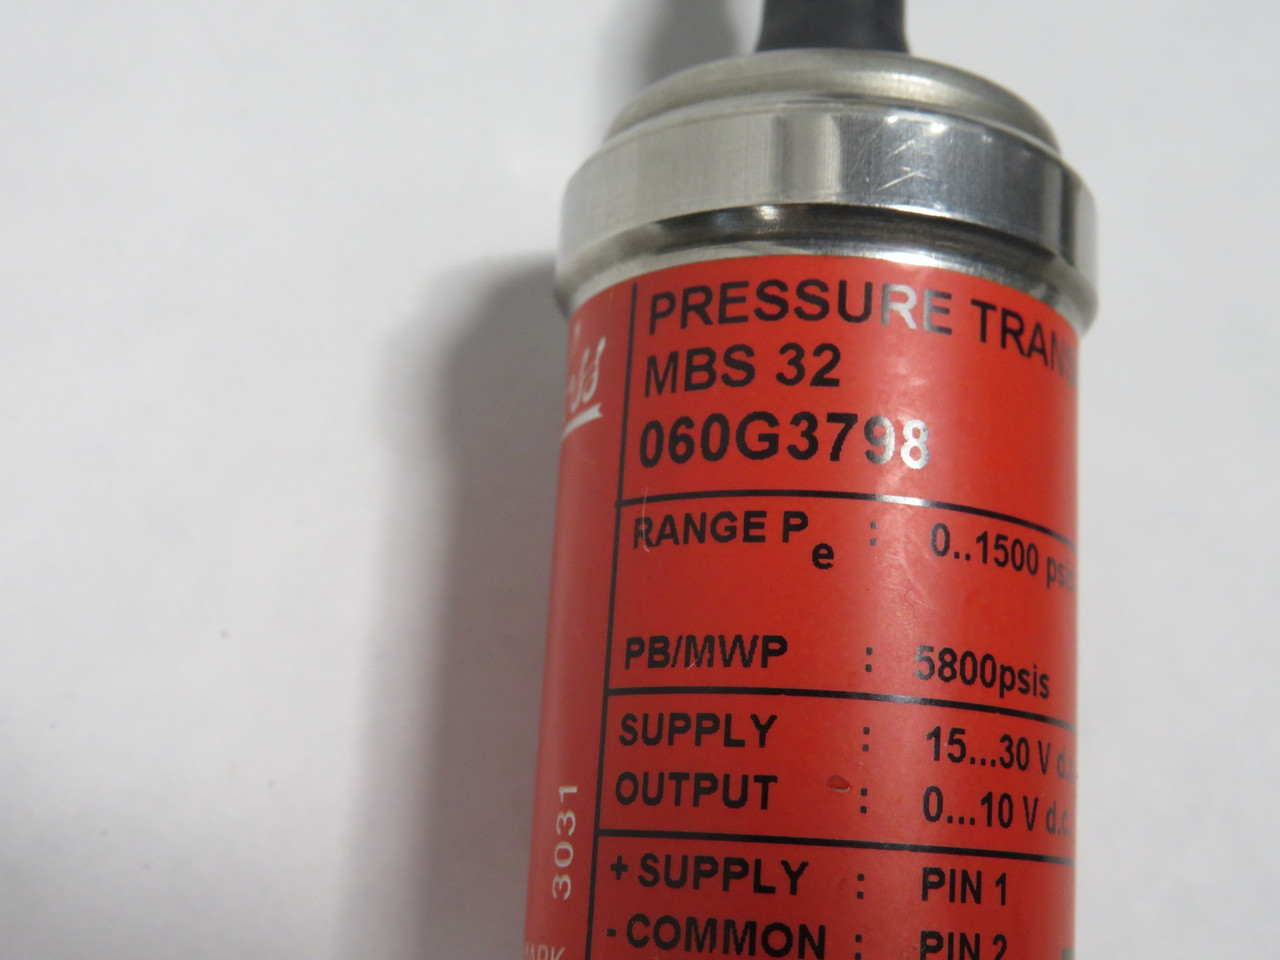 PRESSURE TRANS
MBS 32
060G3798
RANGE Pe : 0..1500 psis
PB/MWP : 5800psis
SUPPLY : 15...30 V d.c.
OUTPUT : 0...10 V d.c.
+ SUPPLY : PIN 1
- COMMON : PIN 2
3031